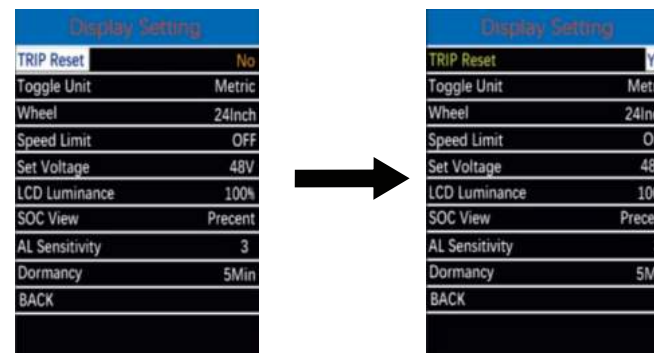 Display Setting
TRIP Reset No
Toggle Unit Metric
Wheel 24Inch
Speed Limit OFF
Set Voltage 48V
LCD Luminance 100%
SOC View Precent
AL Sensitivity 3
Dormancy 5Min
BACK
Display Setting
TRIP Reset
Toggle Unit
Wheel
Speed Limit
Set Voltage
LCD Luminance
SOC View
AL Sensitivity
Dormancy
BACK